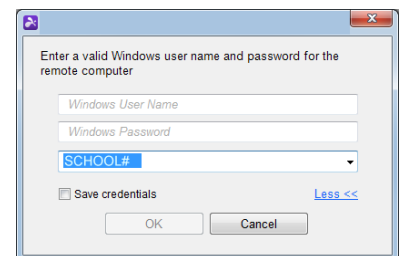 Enter a valid Windows user name and password for the
remote computer
Windows User Name
Windows Password
SCHOOL#
Save credentials
Less <<
OK
Cancel